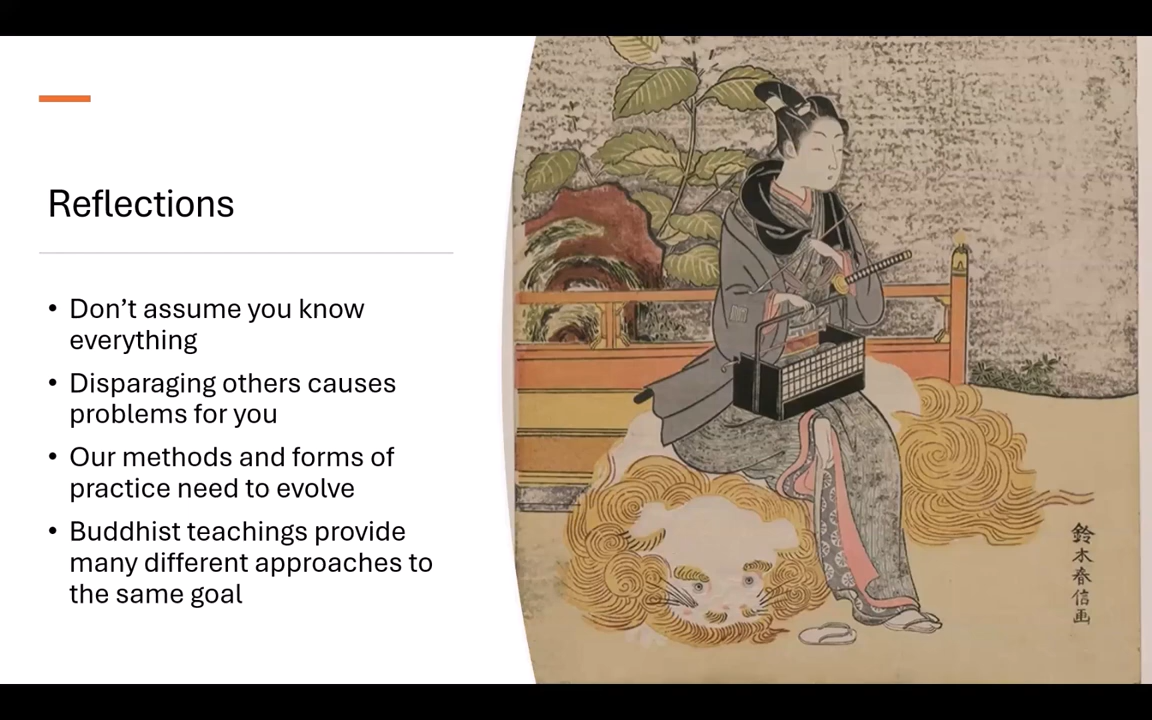 Reflections
• Don’t assume you know
everything
• Disparaging others causes
problems for you
• Our methods and forms of
practice need to evolve
• Buddhist teachings provide
many different approaches to
the same goal
鈴木春信画